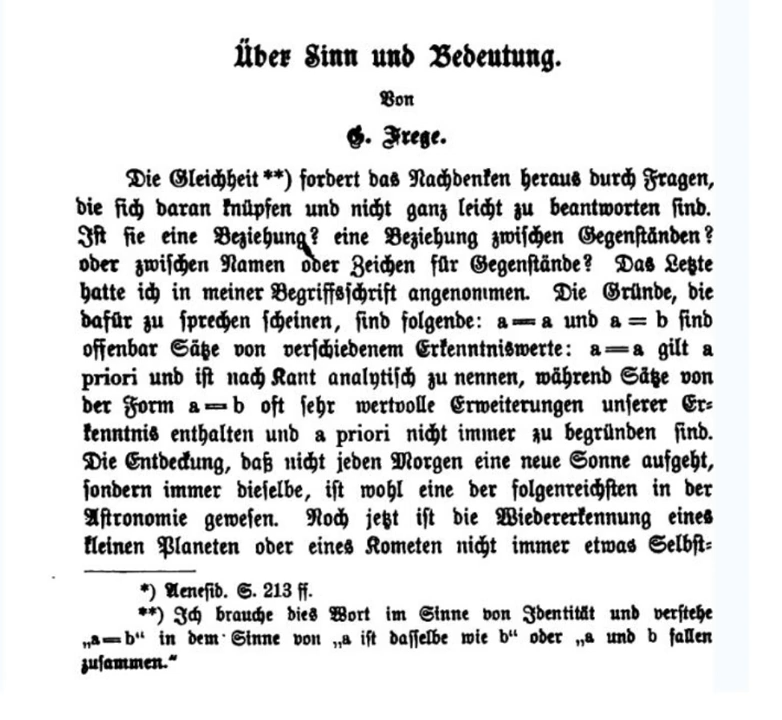 Über Sinn und Bedeutung.
Von
G. Frege.
Die Gleichheit**) fordert das Nachdenken heraus durch Fragen,
die sich daran knüpfen und nicht ganz leicht zu beantworten sind.
Ist sie eine Beziehung? eine Beziehung zwischen Gegenständen?
oder zwischen Namen oder Zeichen für Gegenstände? Das Letzte
hatte ich in meiner Begriffsschrift angenommen. Die Gründe, die
dafür zu sprechen scheinen, sind folgende: a=a und a = b sind
offenbar Sätze von verschiedenem Erkenntniswerte: a=a gilt a
priori und ist nach Kant analytisch zu nennen, während Sätze von
der Form a=b oft sehr wertvolle Erweiterungen unserer Er=
kenntnis enthalten und a priori nicht immer zu begründen sind.
Die Entdeckung, daß nicht jeden Morgen eine neue Sonne aufgeht,
sondern immer dieselbe, ist wohl eine der folgenreichsten in der
Astronomie gewesen. Noch jetzt ist die Wiedererkennung eines
kleinen Planeten oder eines Kometen nicht immer etwas Selbst=
*) Aenesid. S. 213 ff.
**) Ich brauche dies Wort im Sinne von Identität und verstehe
„a=b“ in dem Sinne von „a ist dasselbe wie b“ oder „a und b fallen
zusammen.“